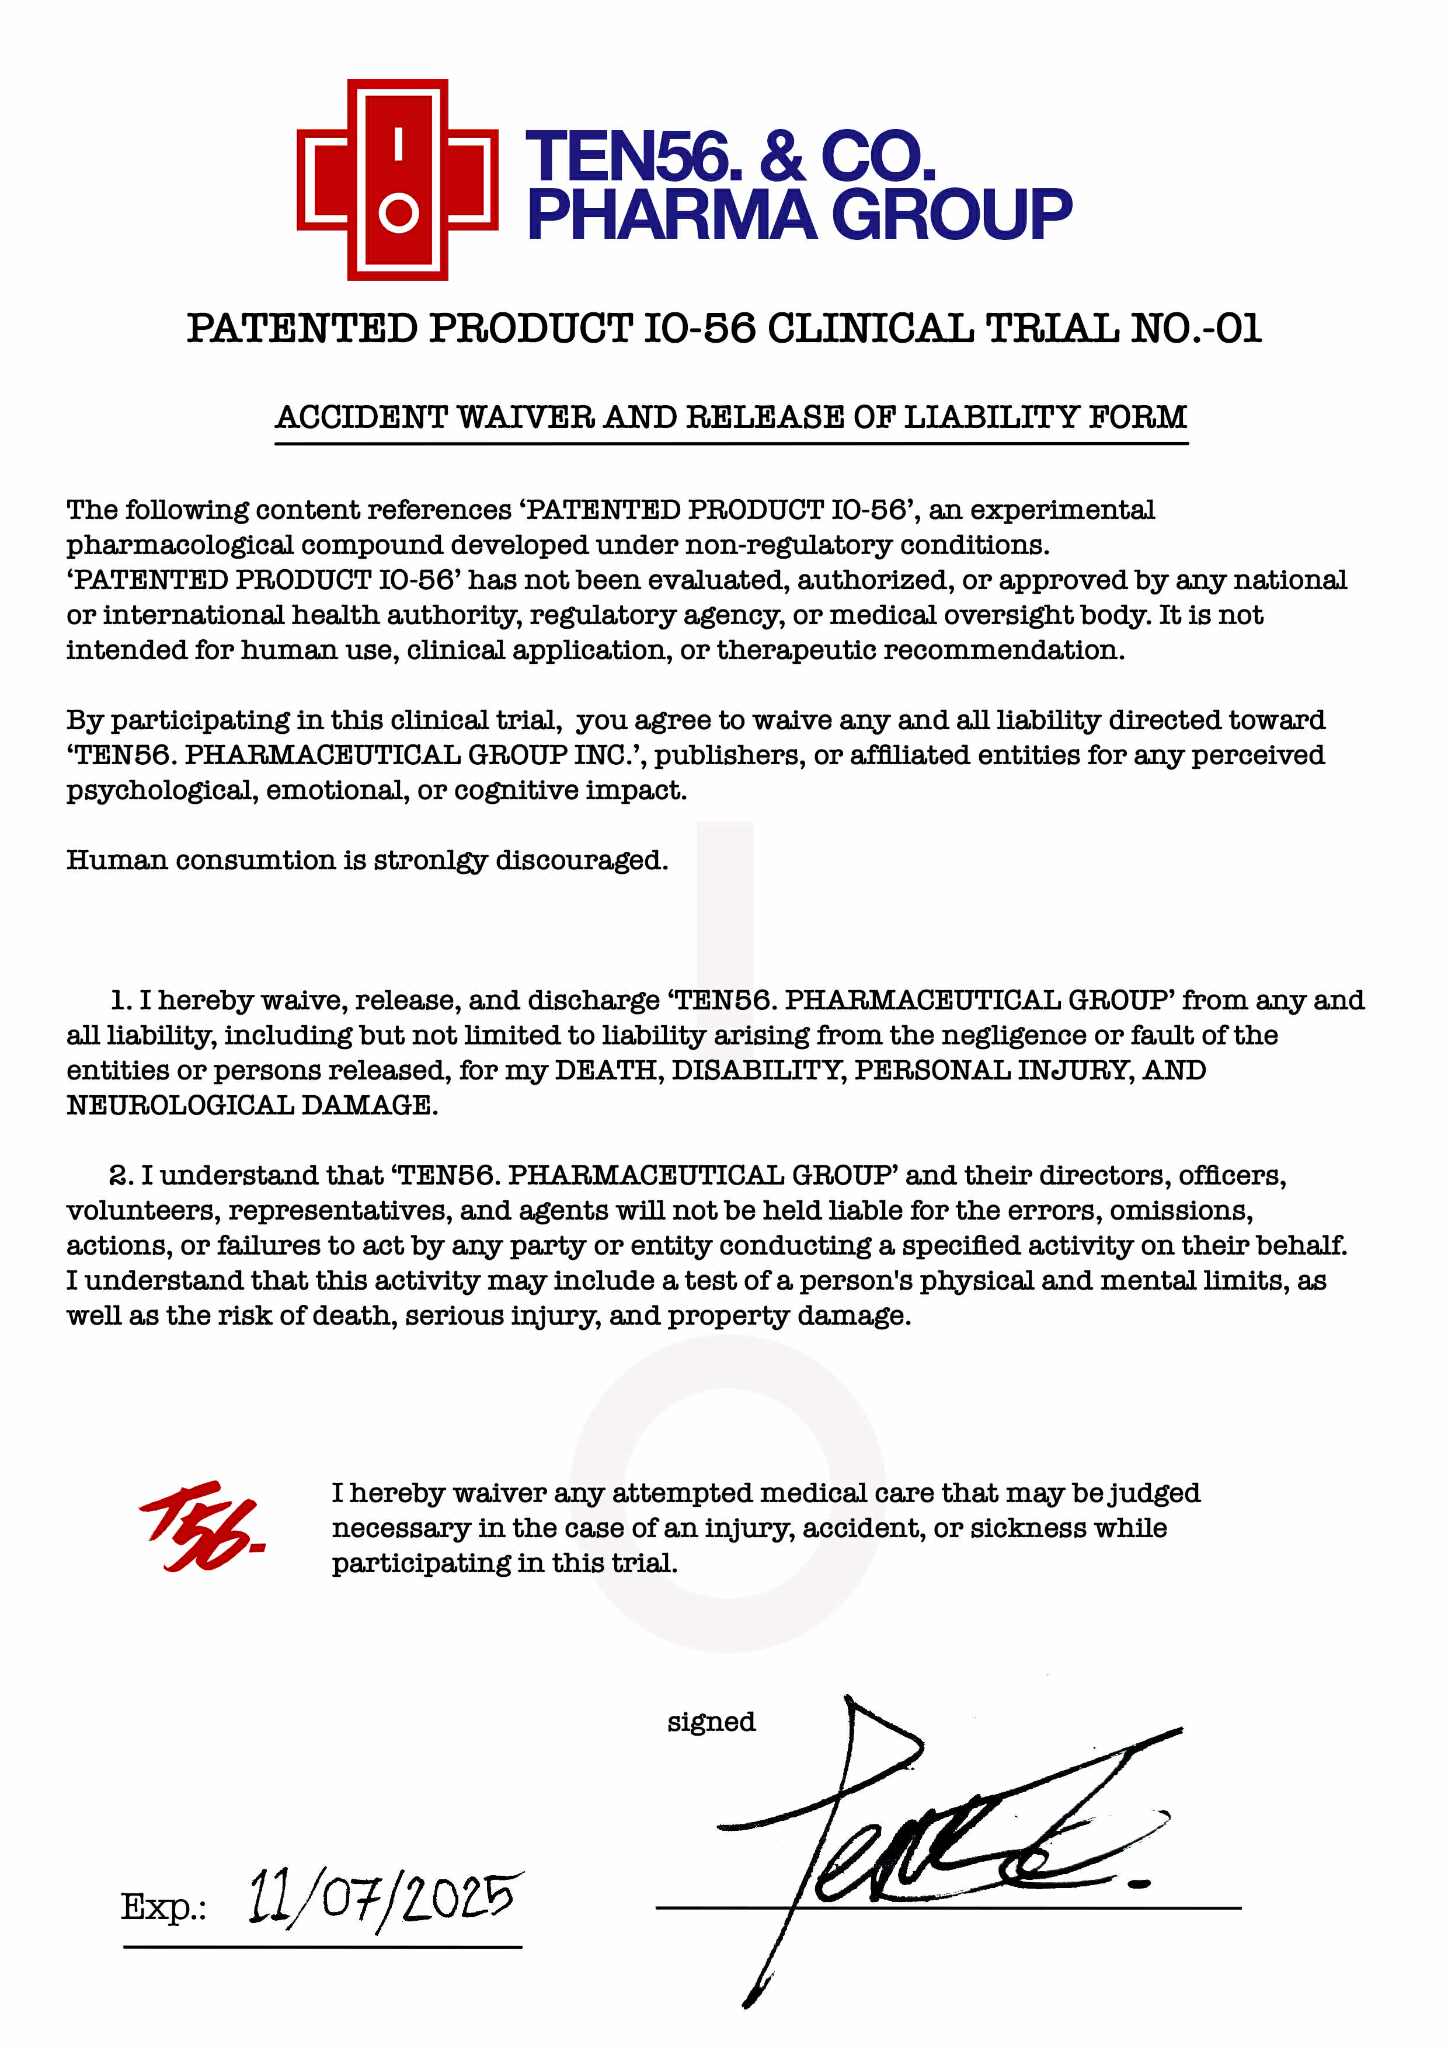 TEN56. & CO.
PHARMA GROUP
PATENTED PRODUCT IO-56 CLINICAL TRIAL NO.-01
ACCIDENT WAIVER AND RELEASE OF LIABILITY FORM
The following content references ‘PATENTED PRODUCT IO-56’, an experimental
pharmacological compound developed under non-regulatory conditions.
‘PATENTED PRODUCT IO-56’ has not been evaluated, authorized, or approved by any national
or international health authority, regulatory agency, or medical oversight body. It is not
intended for human use, clinical application, or therapeutic recommendation.
By participating in this clinical trial, you agree to waive any and all liability directed toward
‘TEN56. PHARMACEUTICAL GROUP INC.’, publishers, or affiliated entities for any perceived
psychological, emotional, or cognitive impact.
Human consumtion is stronlgy discouraged.
1. I hereby waive, release, and discharge ‘TEN56. PHARMACEUTICAL GROUP’ from any and
all liability, including but not limited to liability arising from the negligence or fault of the
entities or persons released, for my DEATH, DISABILITY, PERSONAL INJURY, AND
NEUROLOGICAL DAMAGE.
2. I understand that ‘TEN56. PHARMACEUTICAL GROUP’ and their directors, officers,
volunteers, representatives, and agents will not be held liable for the errors, omissions,
actions, or failures to act by any party or entity conducting a specified activity on their behalf.
I understand that this activity may include a test of a person's physical and mental limits, as
well as the risk of death, serious injury, and property damage.
T56.
I hereby waiver any attempted medical care that may be judged
necessary in the case of an injury, accident, or sickness while
participating in this trial.
signed
Exp.: 11/07/2025